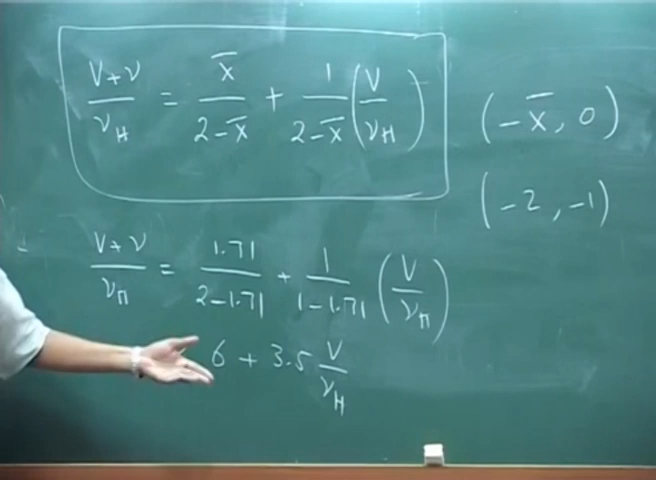 (V+ν)/ν_H = x̄/(2-x̄) + 1/(2-x̄) (V/ν_H)
(-x̄, 0)
(-2, -1)
(V+ν)/ν_H = 1.71/(2-1.71) + 1/(1-1.71) (V/ν_H)
6 + 3.5 V/ν_H